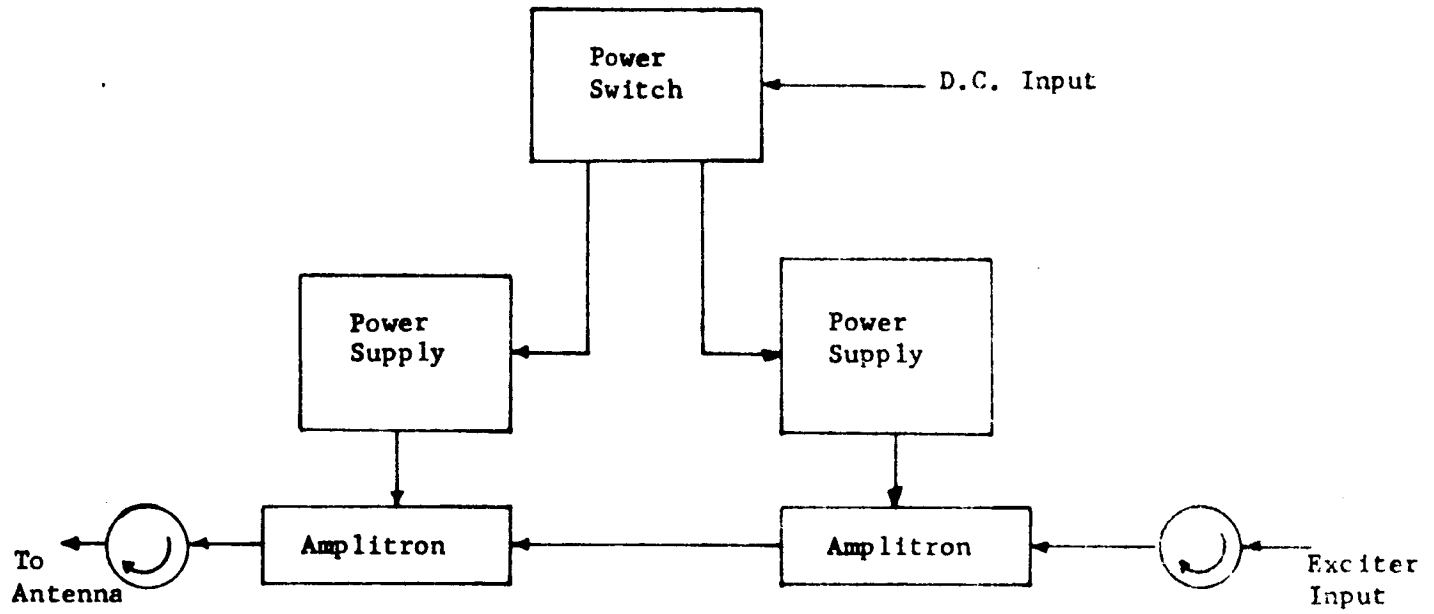 Power
Switch
D.C. Input
Power
Supply
Power
Supply
Amplitron
Amplitron
To
Antenna
Exciter
Input